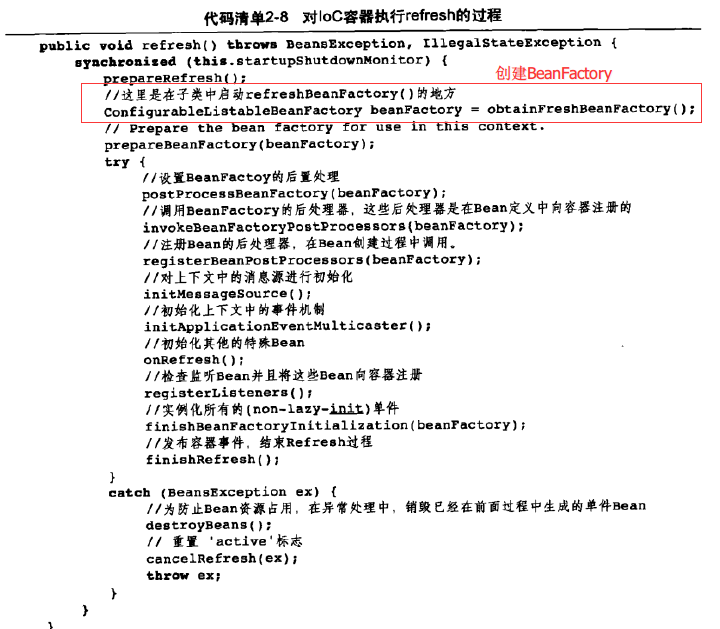 代码清单2-8 对IoC容器执行refresh的过程
public void refresh() throws BeansException, IllegalStateException {
synchronized (this.startupShutdownMonitor) {
prepareRefresh();
创建BeanFactory
//这里是在子类中启动refreshBeanFactory()的地方
ConfigurableListableBeanFactory beanFactory = obtainFreshBeanFactory();
// Prepare the bean factory for use in this context.
prepareBeanFactory(beanFactory);
try {
//设置BeanFactoy的后置处理
postProcessBeanFactory(beanFactory);
//调用BeanFactory的后处理器，这些后处理器是在Bean定义中向容器注册的
invokeBeanFactoryPostProcessors(beanFactory);
//注册Bean的后处理器，在Bean创建过程中调用。
registerBeanPostProcessors(beanFactory);
//对上下文中的消息源进行初始化
initMessageSource();
//初始化上下文中的事件机制
initApplicationEventMulticaster();
//初始化其他的特殊Bean
onRefresh();
//检查监听Bean并且将这些Bean向容器注册
registerListeners();
//实例化所有的(non-lazy-init)单件
finishBeanFactoryInitialization(beanFactory);
//发布容器事件，结束Refresh过程
finishRefresh();
}
catch (BeansException ex) {
//为防止Bean资源占用，在异常处理中，销毁已经在前面过程中生成的单件Bean
destroyBeans();
// 重置 'active'标志
cancelRefresh(ex);
throw ex;
}
}
}